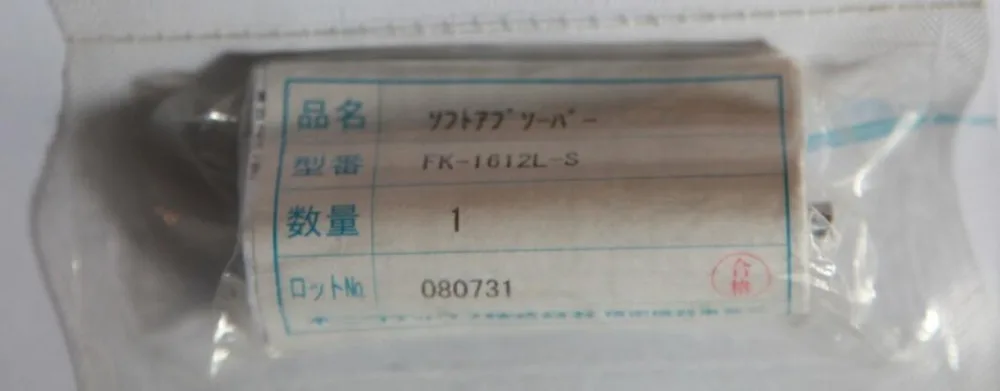 品名 ソフトアブソーバー
型番 FK-1612L-S
数量 1
ロットNo. 080731
合格